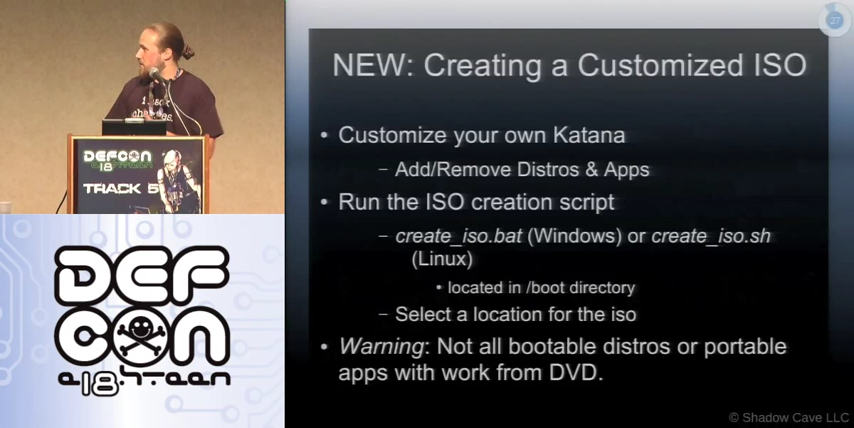 27
NEW: Creating a Customized ISO
• Customize your own Katana
– Add/Remove Distros & Apps
• Run the ISO creation script
– create_iso.bat (Windows) or create_iso.sh
(Linux)
• located in /boot directory
– Select a location for the iso
• Warning: Not all bootable distros or portable
apps with work from DVD.
© Shadow Cave LLC
DEFCON
18
TRACK 5
DEF
CON